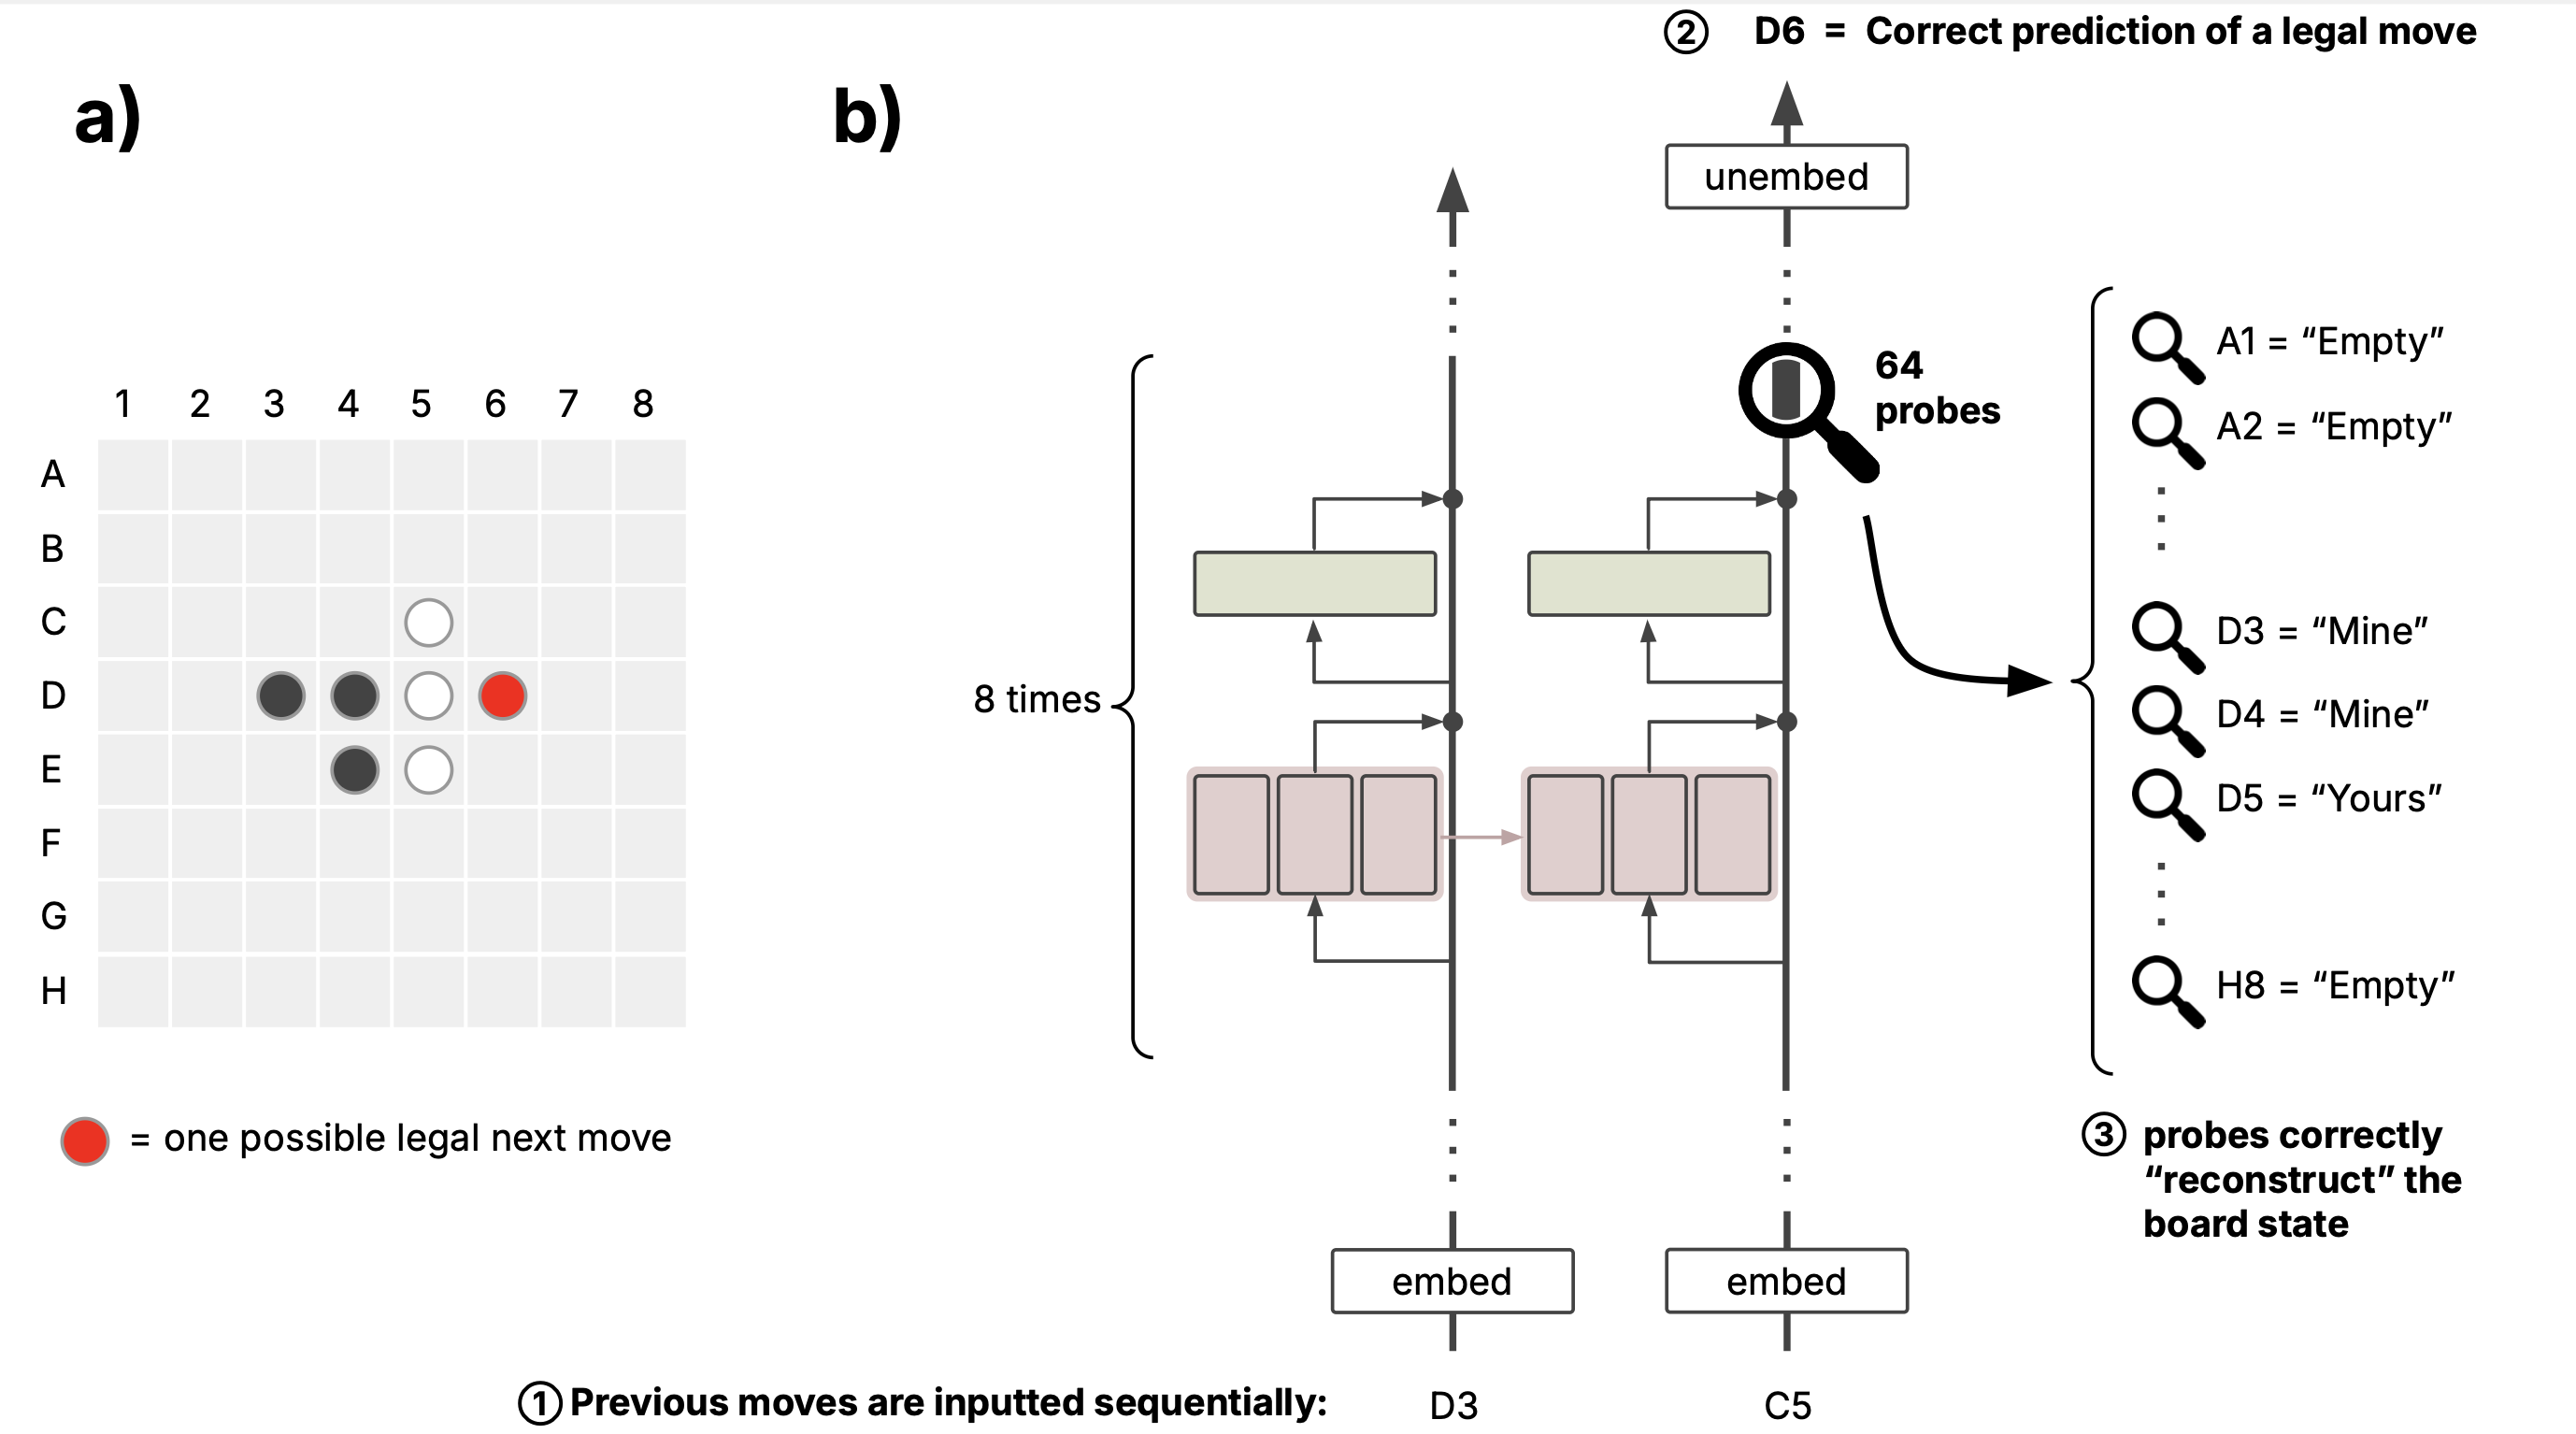 a)
1 2 3 4 5 6 7 8
A
B
C
D
E
F
G
H
= one possible legal next move
b)
② D6 = Correct prediction of a legal move
unembed
64
probes
8 times
embed embed
① Previous moves are inputted sequentially: D3 C5
A1 = “Empty”
A2 = “Empty”
D3 = “Mine”
D4 = “Mine”
D5 = “Yours”
H8 = “Empty”
③ probes correctly
“reconstruct” the
board state